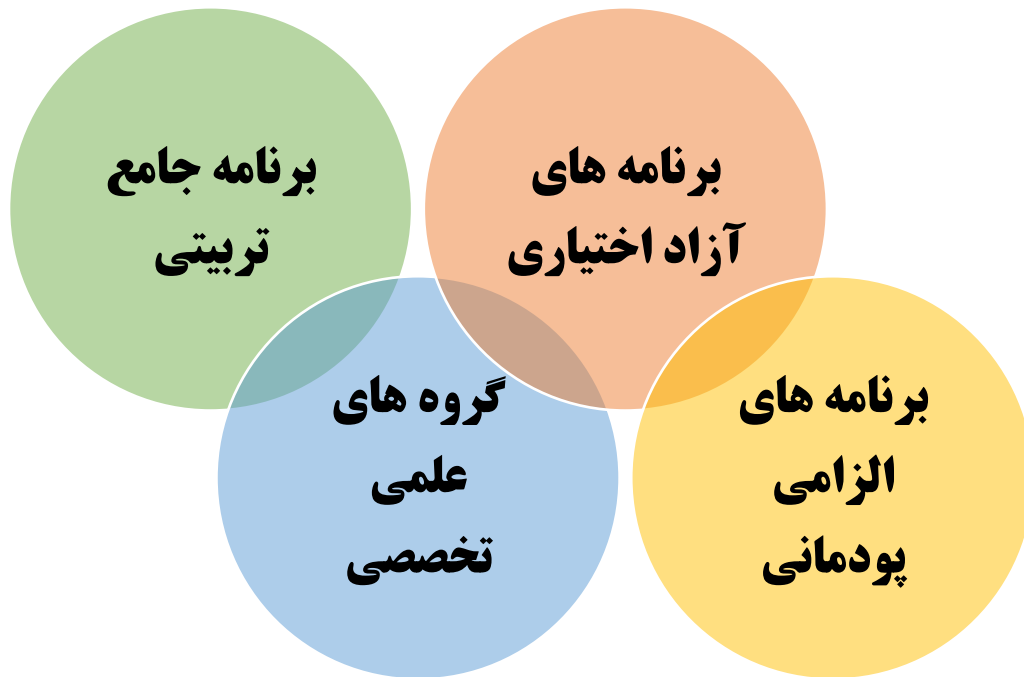 برنامه های
آزاد اختیاری
برنامه جامع
تربیتی
برنامه های
الزامی
پودمانی
گروه های
علمی
تخصصی